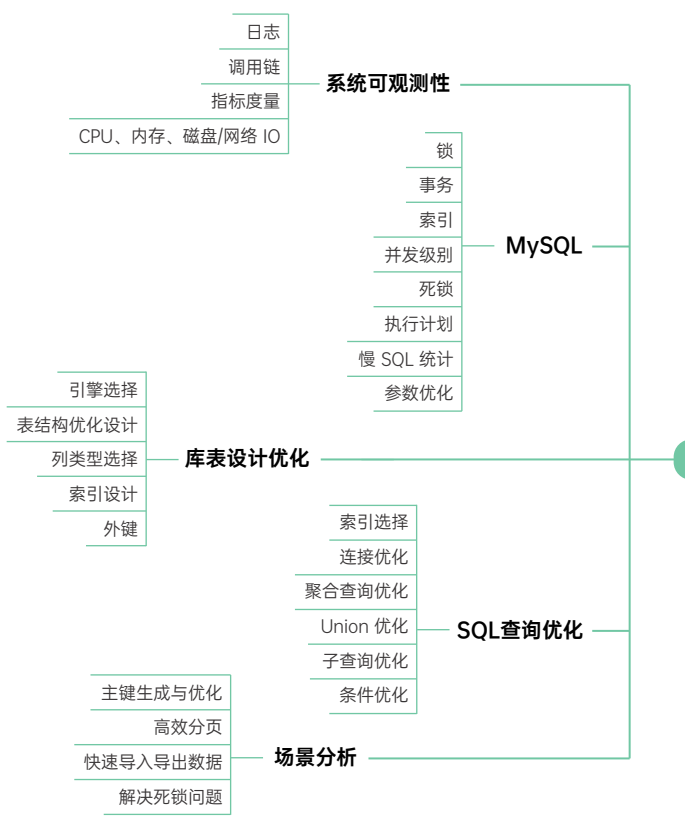 日志
调用链
指标度量
CPU、内存、磁盘/网络 IO
系统可观测性
锁
事务
索引
并发级别
死锁
执行计划
慢 SQL 统计
参数优化
MySQL
引擎选择
表结构优化设计
列类型选择
索引设计
外键
库表设计优化
索引选择
连接优化
聚合查询优化
Union 优化
子查询优化
条件优化
SQL查询优化
主键生成与优化
高效分页
快速导入导出数据
解决死锁问题
场景分析